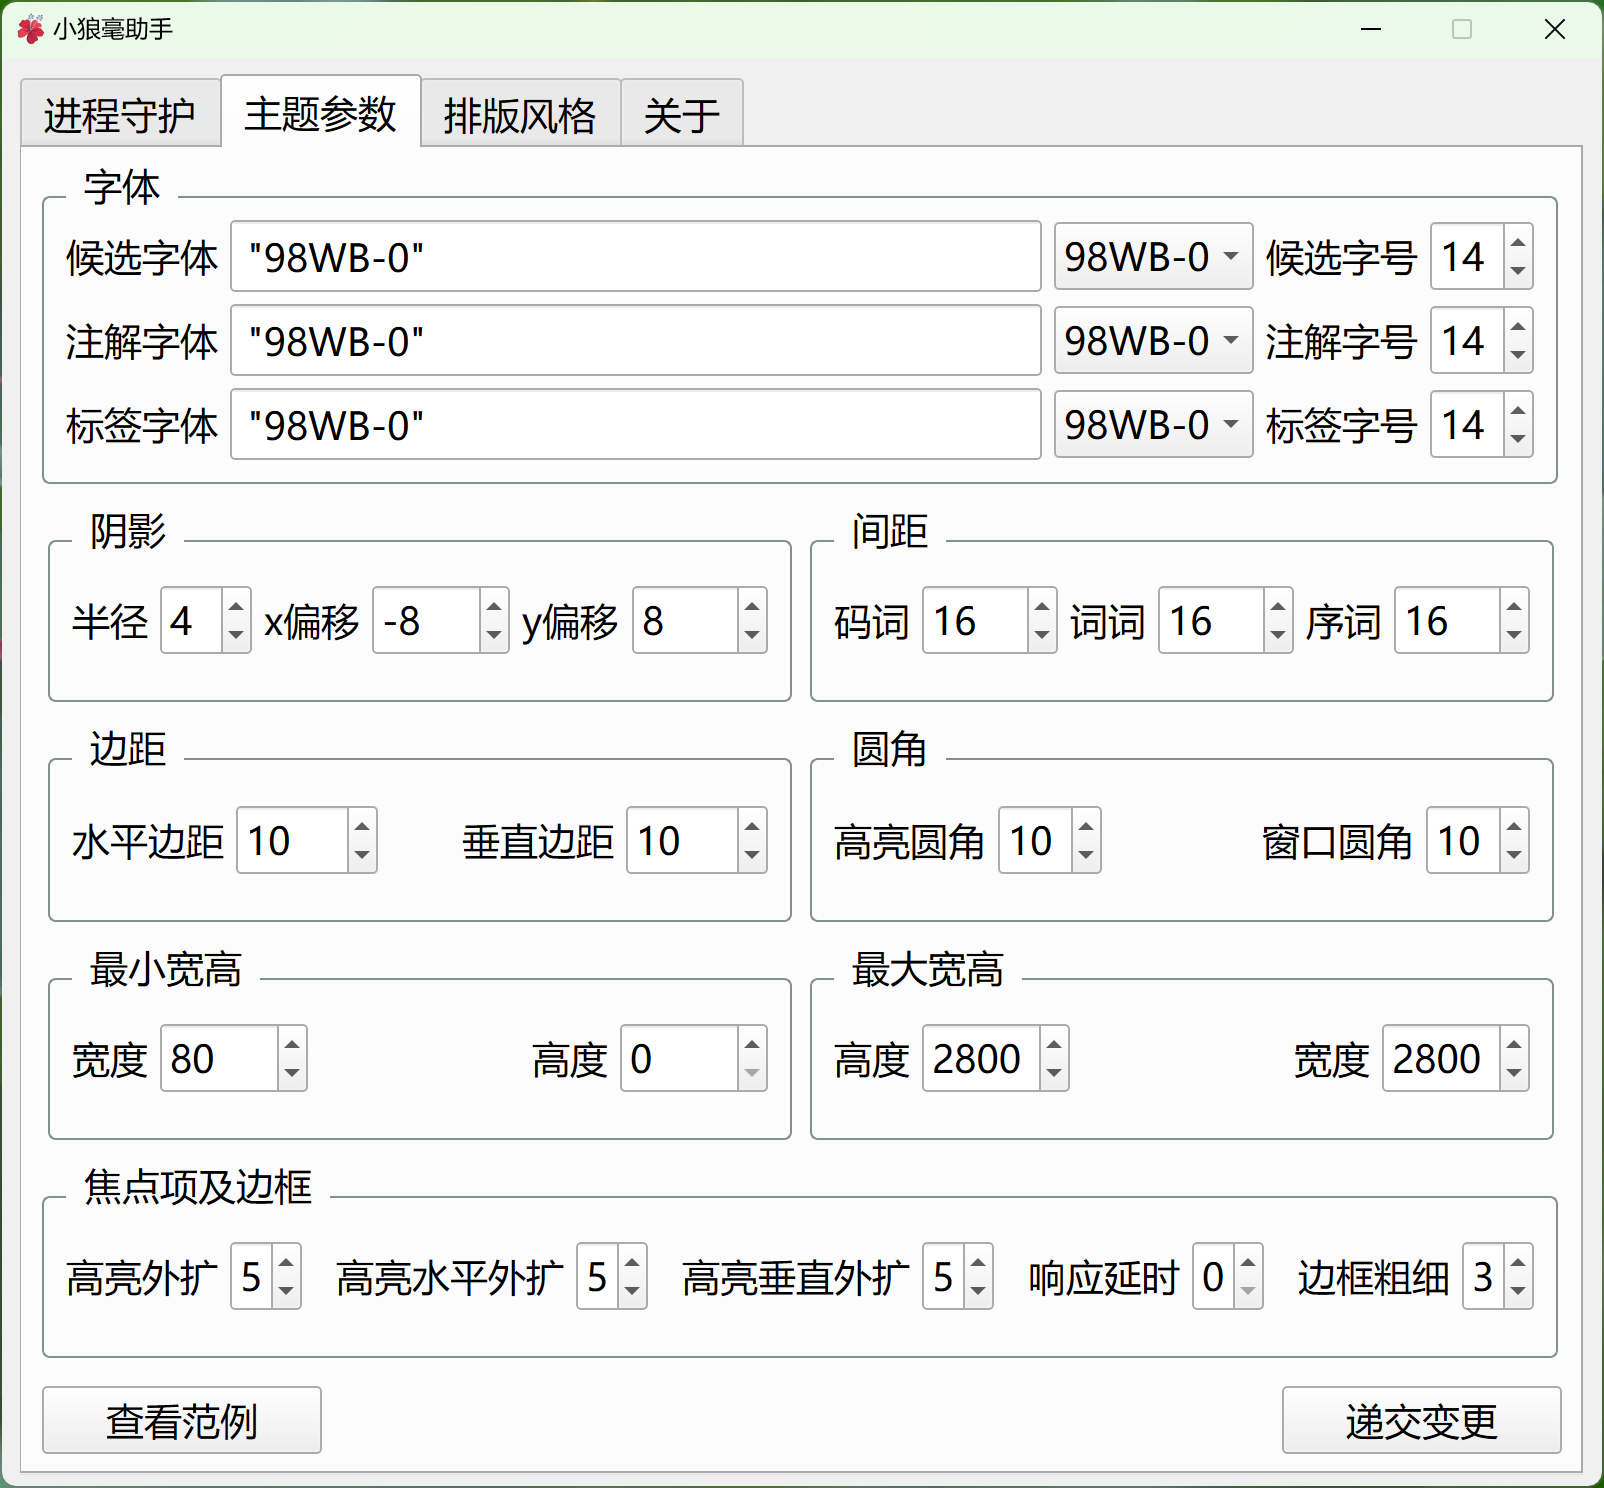 小狼毫助手
进程守护 主题参数 排版风格 关于
字体
候选字体 "98WB-0" 98WB-0 候选字号 14
注解字体 "98WB-0" 98WB-0 注解字号 14
标签字体 "98WB-0" 98WB-0 标签字号 14
阴影
半径 4 x偏移 -8 y偏移 8
间距
码词 16 词词 16 序词 16
边距
水平边距 10 垂直边距 10
圆角
高亮圆角 10 窗口圆角 10
最小宽高
宽度 80 高度 0
最大宽高
高度 2800 宽度 2800
焦点项及边框
高亮外扩 5 高亮水平外扩 5 高亮垂直外扩 5 响应延时 0 边框粗细 3
查看范例 递交变更